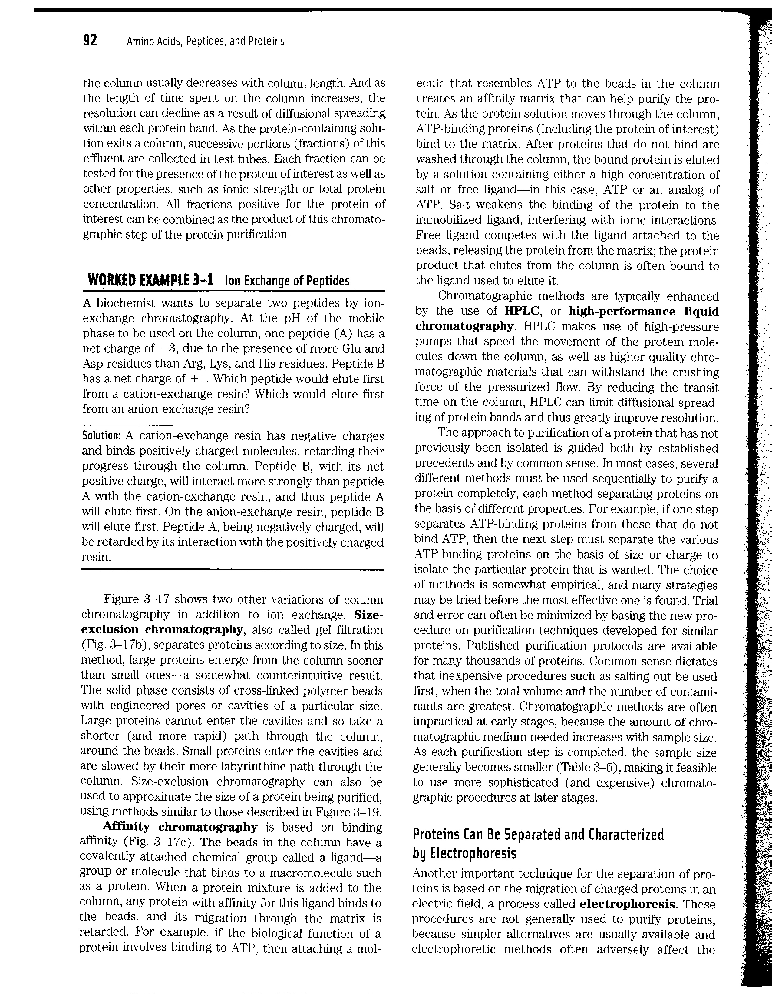 92 Amino Acids, Peptides, and Proteins
the column usually decreases with column length. And as
the length of time spent on the column increases, the
resolution can decline as a result of diffusional spreading
within each protein band. As the protein-containing solu-
tion exits a column, successive portions (fractions) of this
effluent are collected in test tubes. Each fraction can be
tested for the presence of the protein of interest as well as
other properties, such as ionic strength or total protein
concentration. All fractions positive for the protein of
interest can be combined as the product of this chromato-
graphic step of the protein purification.
WORKED EXAMPLE 3–1 Ion Exchange of Peptides
A biochemist wants to separate two peptides by ion-
exchange chromatography. At the pH of the mobile
phase to be used on the column, one peptide (A) has a
net charge of −3, due to the presence of more Glu and
Asp residues than Arg, Lys, and His residues. Peptide B
has a net charge of +1. Which peptide would elute first
from a cation-exchange resin? Which would elute first
from an anion-exchange resin?
Solution: A cation-exchange resin has negative charges
and binds positively charged molecules, retarding their
progress through the column. Peptide B, with its net
positive charge, will interact more strongly than peptide
A with the cation-exchange resin, and thus peptide A
will elute first. On the anion-exchange resin, peptide B
will elute first. Peptide A, being negatively charged, will
be retarded by its interaction with the positively charged
resin.
Figure 3–17 shows two other variations of column
chromatography in addition to ion exchange. Size-
exclusion chromatography, also called gel filtration
(Fig. 3–17b), separates proteins according to size. In this
method, large proteins emerge from the column sooner
than small ones—a somewhat counterintuitive result.
The solid phase consists of cross-linked polymer beads
with engineered pores or cavities of a particular size.
Large proteins cannot enter the cavities and so take a
shorter (and more rapid) path through the column,
around the beads. Small proteins enter the cavities and
are slowed by their more labyrinthine path through the
column. Size-exclusion chromatography can also be
used to approximate the size of a protein being purified,
using methods similar to those described in Figure 3–19.
Affinity chromatography is based on binding
affinity (Fig. 3–17c). The beads in the column have a
covalently attached chemical group called a ligand—a
group or molecule that binds to a macromolecule such
as a protein. When a protein mixture is added to the
column, any protein with affinity for this ligand binds to
the beads, and its migration through the matrix is
retarded. For example, if the biological function of a
protein involves binding to ATP, then attaching a mol-
ecule that resembles ATP to the beads in the column
creates an affinity matrix that can help purify the pro-
tein. As the protein solution moves through the column,
ATP-binding proteins (including the protein of interest)
bind to the matrix. After proteins that do not bind are
washed through the column, the bound protein is eluted
by a solution containing either a high concentration of
salt or free ligand—in this case, ATP or an analog of
ATP. Salt weakens the binding of the protein to the
immobilized ligand, interfering with ionic interactions.
Free ligand competes with the ligand attached to the
beads, releasing the protein from the matrix; the protein
product that elutes from the column is often bound to
the ligand used to elute it.
Chromatographic methods are typically enhanced
by the use of HPLC, or high-performance liquid
chromatography. HPLC makes use of high-pressure
pumps that speed the movement of the protein mole-
cules down the column, as well as higher-quality chro-
matographic materials that can withstand the crushing
force of the pressurized flow. By reducing the transit
time on the column, HPLC can limit diffusional spread-
ing of protein bands and thus greatly improve resolution.
The approach to purification of a protein that has not
previously been isolated is guided both by established
precedents and by common sense. In most cases, several
different methods must be used sequentially to purify a
protein completely, each method separating proteins on
the basis of different properties. For example, if one step
separates ATP-binding proteins from those that do not
bind ATP, then the next step must separate the various
ATP-binding proteins on the basis of size or charge to
isolate the particular protein that is wanted. The choice
of methods is somewhat empirical, and many strategies
may be tried before the most effective one is found. Trial
and error can often be minimized by basing the new pro-
cedure on purification techniques developed for similar
proteins. Published purification protocols are available
for many thousands of proteins. Common sense dictates
that inexpensive procedures such as salting out be used
first, when the total volume and the number of contami-
nants are greatest. Chromatographic methods are often
impractical at early stages, because the amount of chro-
matographic medium needed increases with sample size.
As each purification step is completed, the sample size
generally becomes smaller (Table 3–5), making it feasible
to use more sophisticated (and expensive) chromato-
graphic procedures at later stages.
Proteins Can Be Separated and Characterized
by Electrophoresis
Another important technique for the separation of pro-
teins is based on the migration of charged proteins in an
electric field, a process called electrophoresis. These
procedures are not generally used to purify proteins,
because simpler alternatives are usually available and
electrophoretic methods often adversely affect the